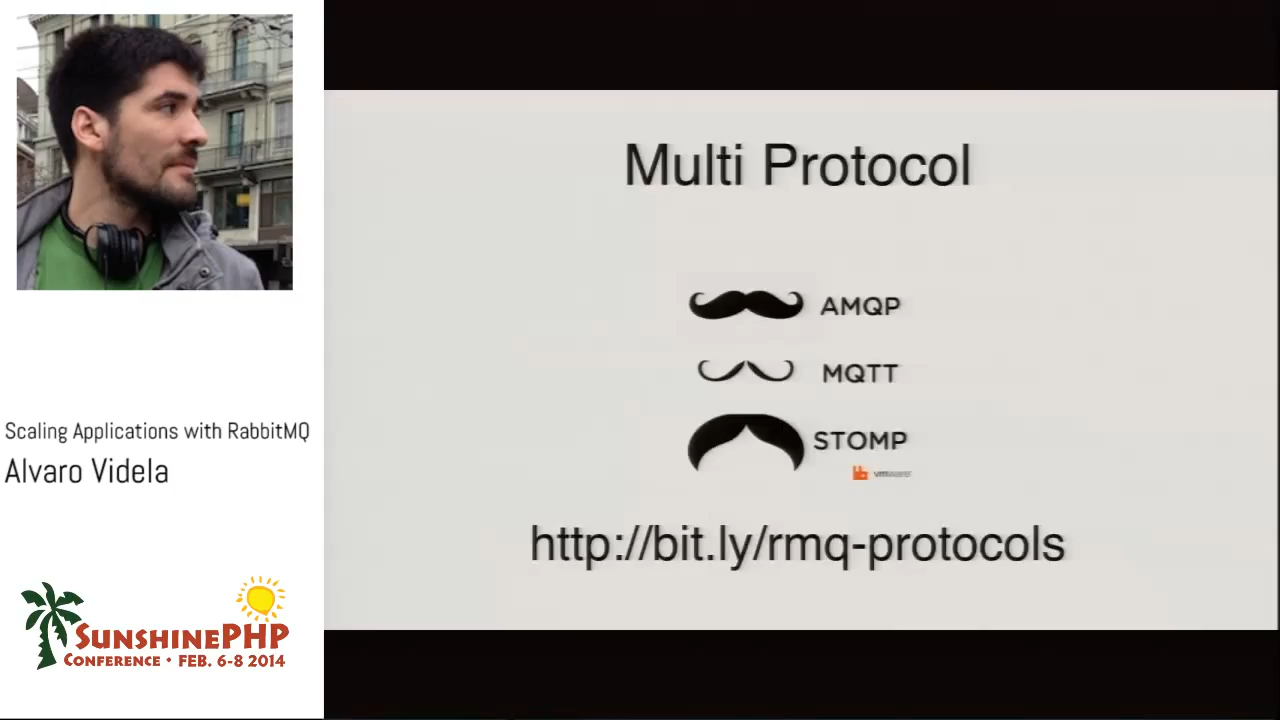 Scaling Applications with RabbitMQ
Alvaro Videla
SUNSHINEPHP
CONFERENCE • FEB. 6-8 2014
Multi Protocol
AMQP
MQTT
STOMP
http://bit.ly/rmq-protocols